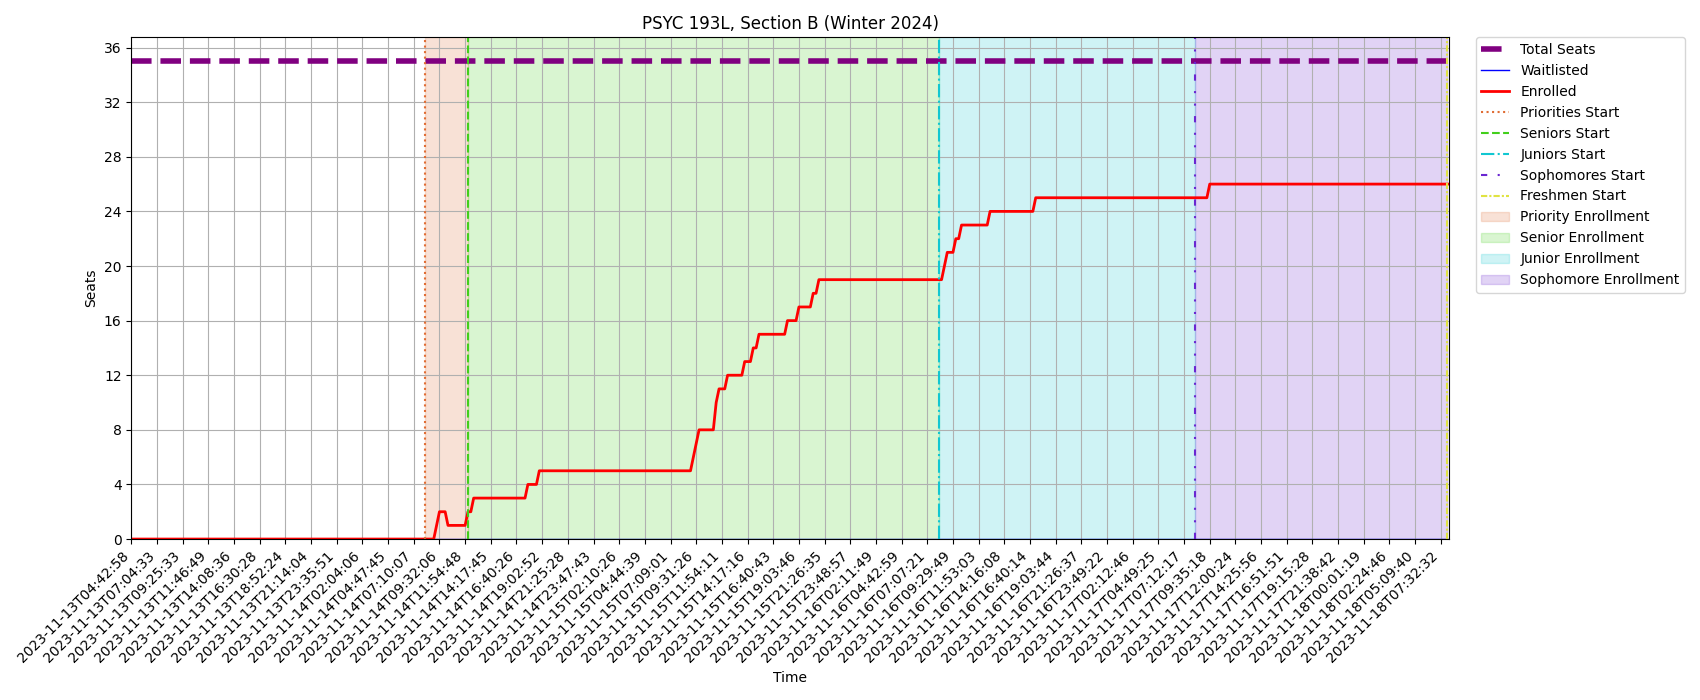 PSYC 193L, Section B (Winter 2024)
Seats
36
32
28
24
20
16
12
8
4
0
2023-11-13T04:42:58
2023-11-13T07:04:33
2023-11-13T09:25:33
2023-11-13T11:46:49
2023-11-13T14:08:36
2023-11-13T16:30:28
2023-11-13T18:52:24
2023-11-13T21:14:04
2023-11-13T23:35:51
2023-11-14T02:04:06
2023-11-14T04:47:45
2023-11-14T07:10:07
2023-11-14T09:32:06
2023-11-14T11:54:48
2023-11-14T14:17:45
2023-11-14T16:40:26
2023-11-14T19:02:52
2023-11-14T21:25:28
2023-11-14T23:47:43
2023-11-15T02:10:26
2023-11-15T04:44:39
2023-11-15T07:09:01
2023-11-15T09:31:26
2023-11-15T11:54:11
2023-11-15T14:17:16
2023-11-15T16:40:43
2023-11-15T19:03:46
2023-11-15T21:26:35
2023-11-15T23:48:57
2023-11-16T02:11:49
2023-11-16T04:42:59
2023-11-16T07:07:21
2023-11-16T09:29:49
2023-11-16T11:53:03
2023-11-16T14:16:08
2023-11-16T16:40:14
2023-11-16T19:03:44
2023-11-16T21:26:37
2023-11-16T23:49:22
2023-11-17T02:12:46
2023-11-17T04:49:25
2023-11-17T07:12:17
2023-11-17T09:35:18
2023-11-17T12:00:24
2023-11-17T14:25:56
2023-11-17T16:51:51
2023-11-17T19:15:28
2023-11-17T21:38:42
2023-11-18T00:01:19
2023-11-18T02:24:46
2023-11-18T05:09:40
2023-11-18T07:32:32
Time
Total Seats
Waitlisted
Enrolled
Priorities Start
Seniors Start
Juniors Start
Sophomores Start
Freshmen Start
Priority Enrollment
Senior Enrollment
Junior Enrollment
Sophomore Enrollment